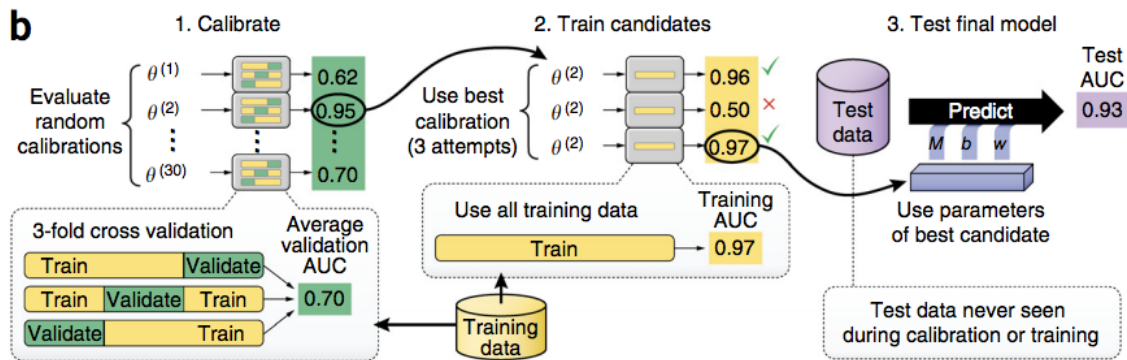 b
1. Calibrate
Evaluate
random
calibrations
θ(1)
θ(2)
⋮
θ(30)
0.62
0.95
⋮
0.70
3-fold cross validation
Train Validate
Train Validate Train
Validate Train
Average
validation
AUC
0.70
2. Train candidates
Use best
calibration
(3 attempts)
θ(2)
θ(2)
θ(2)
0.96 ✓
0.50 ×
0.97 ✓
Use all training data
Train
Training
AUC
0.97
Training
data
3. Test final model
Test
data
Predict
M b w
Test
AUC
0.93
Use parameters
of best candidate
Test data never seen
during calibration or training